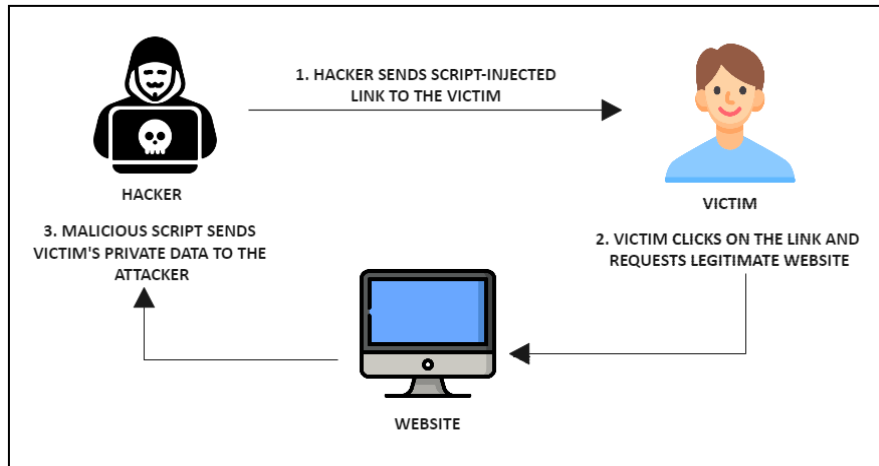 1. HACKER SENDS SCRIPT-INJECTED
LINK TO THE VICTIM
HACKER
VICTIM
3. MALICIOUS SCRIPT SENDS
VICTIM'S PRIVATE DATA TO THE
ATTACKER
2. VICTIM CLICKS ON THE LINK AND
REQUESTS LEGITIMATE WEBSITE
WEBSITE